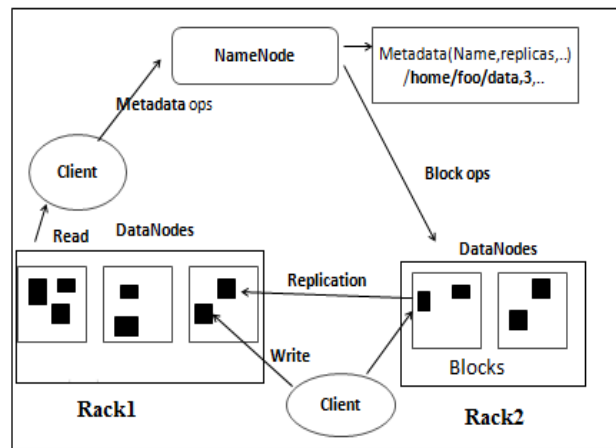 NameNode
Metadata(Name,replicas,..)
/home/foo/data,3,..
Metadata ops
Client
Block ops
Read
DataNodes
DataNodes
Replication
Write
Blocks
Client
Rack1
Rack2